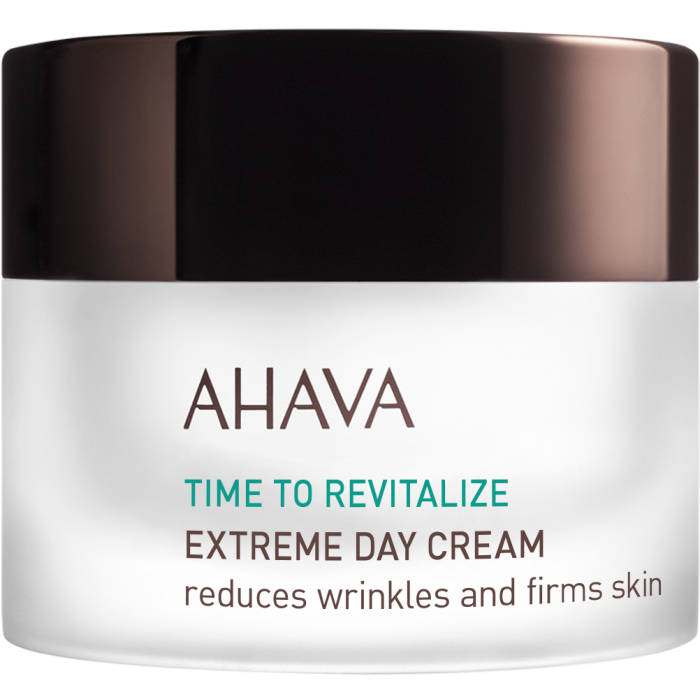 AHAVA
TIME TO REVITALIZE
EXTREME DAY CREAM
reduces wrinkles and firms skin